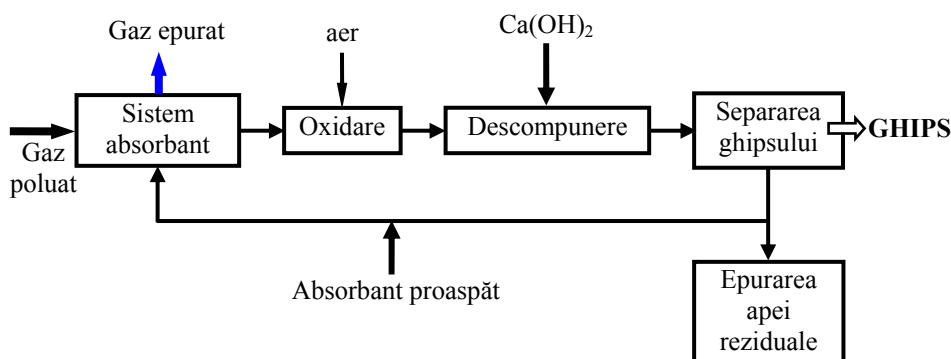 Gaz epurat
aer
Ca(OH)₂
Sistem
absorbant
Oxidare
Descompunere
Separarea
ghipsului
GHIPS
Gaz
poluat
Absorbant proaspăt
Epurarea
apei
reziduale